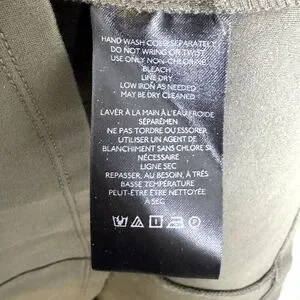 HAND WASH COLD SEPARATELY
DO NOT WRING OR TWIST
USE ONLY NON-CHLORINE
BLEACH
LINE DRY
LOW IRON AS NEEDED
MAY BE DRY CLEANED
LAVER À LA MAIN À L'EAU FROIDE
SÉPARÉMEN
NE PAS TORDRE OU ESSORER
UTILISER UN AGENT DE
BLANCHIMENT SANS CHLORE SI
NÉCESSAIRE
LIGNE SEC
REPASSER, AU BESOIN, À TRÈS
BASSE TEMPÉRATURE
PEUT-ÊTRE ÊTRE NETTOYÉE
À SEC